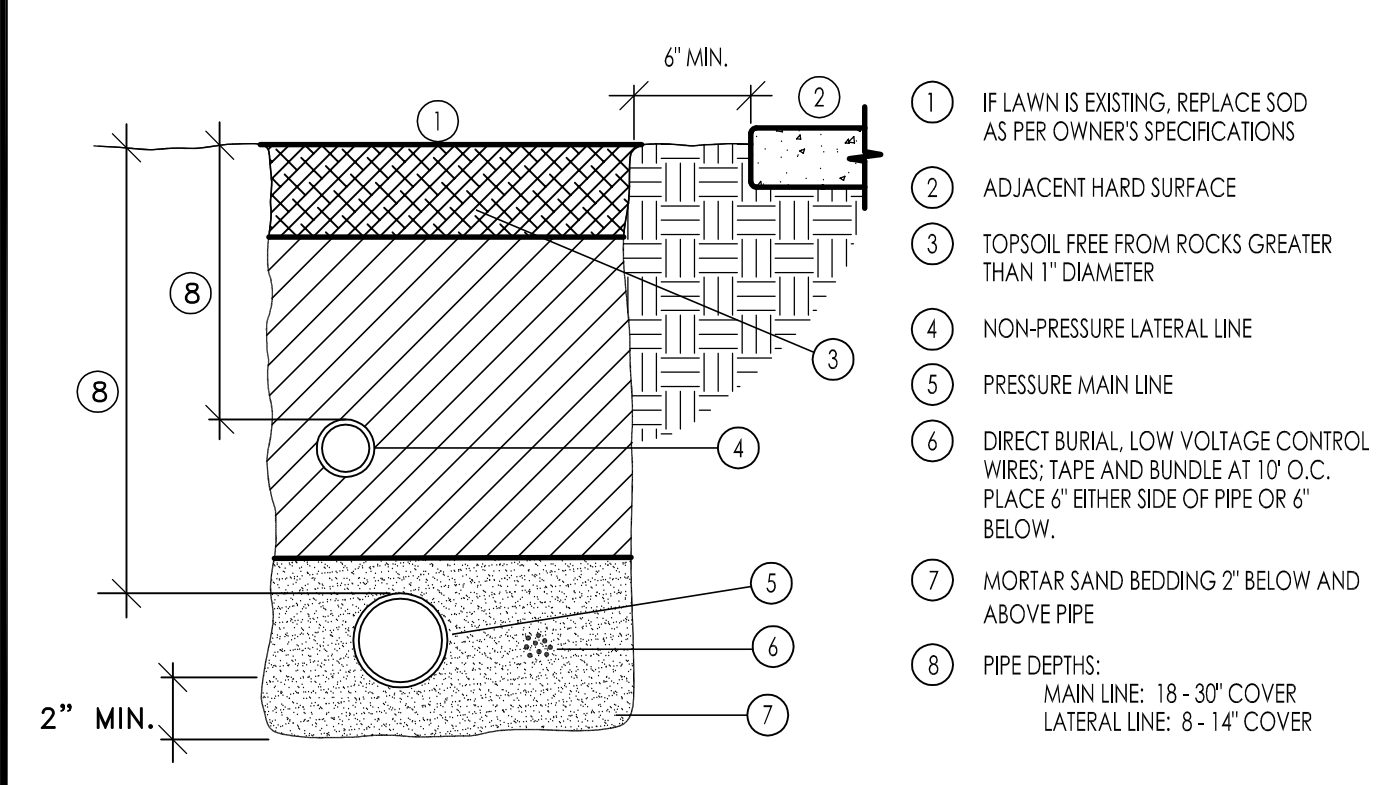 6" MIN.
1
2
8
8
3
4
5
6
7
2” MIN.
1 IF LAWN IS EXISTING, REPLACE SOD
AS PER OWNER'S SPECIFICATIONS
2 ADJACENT HARD SURFACE
3 TOPSOIL FREE FROM ROCKS GREATER
THAN 1" DIAMETER
4 NON-PRESSURE LATERAL LINE
5 PRESSURE MAIN LINE
6 DIRECT BURIAL, LOW VOLTAGE CONTROL
WIRES; TAPE AND BUNDLE AT 10' O.C.
PLACE 6" EITHER SIDE OF PIPE OR 6"
BELOW.
7 MORTAR SAND BEDDING 2" BELOW AND
ABOVE PIPE
8 PIPE DEPTHS:
MAIN LINE: 18 - 30" COVER
LATERAL LINE: 8 - 14" COVER